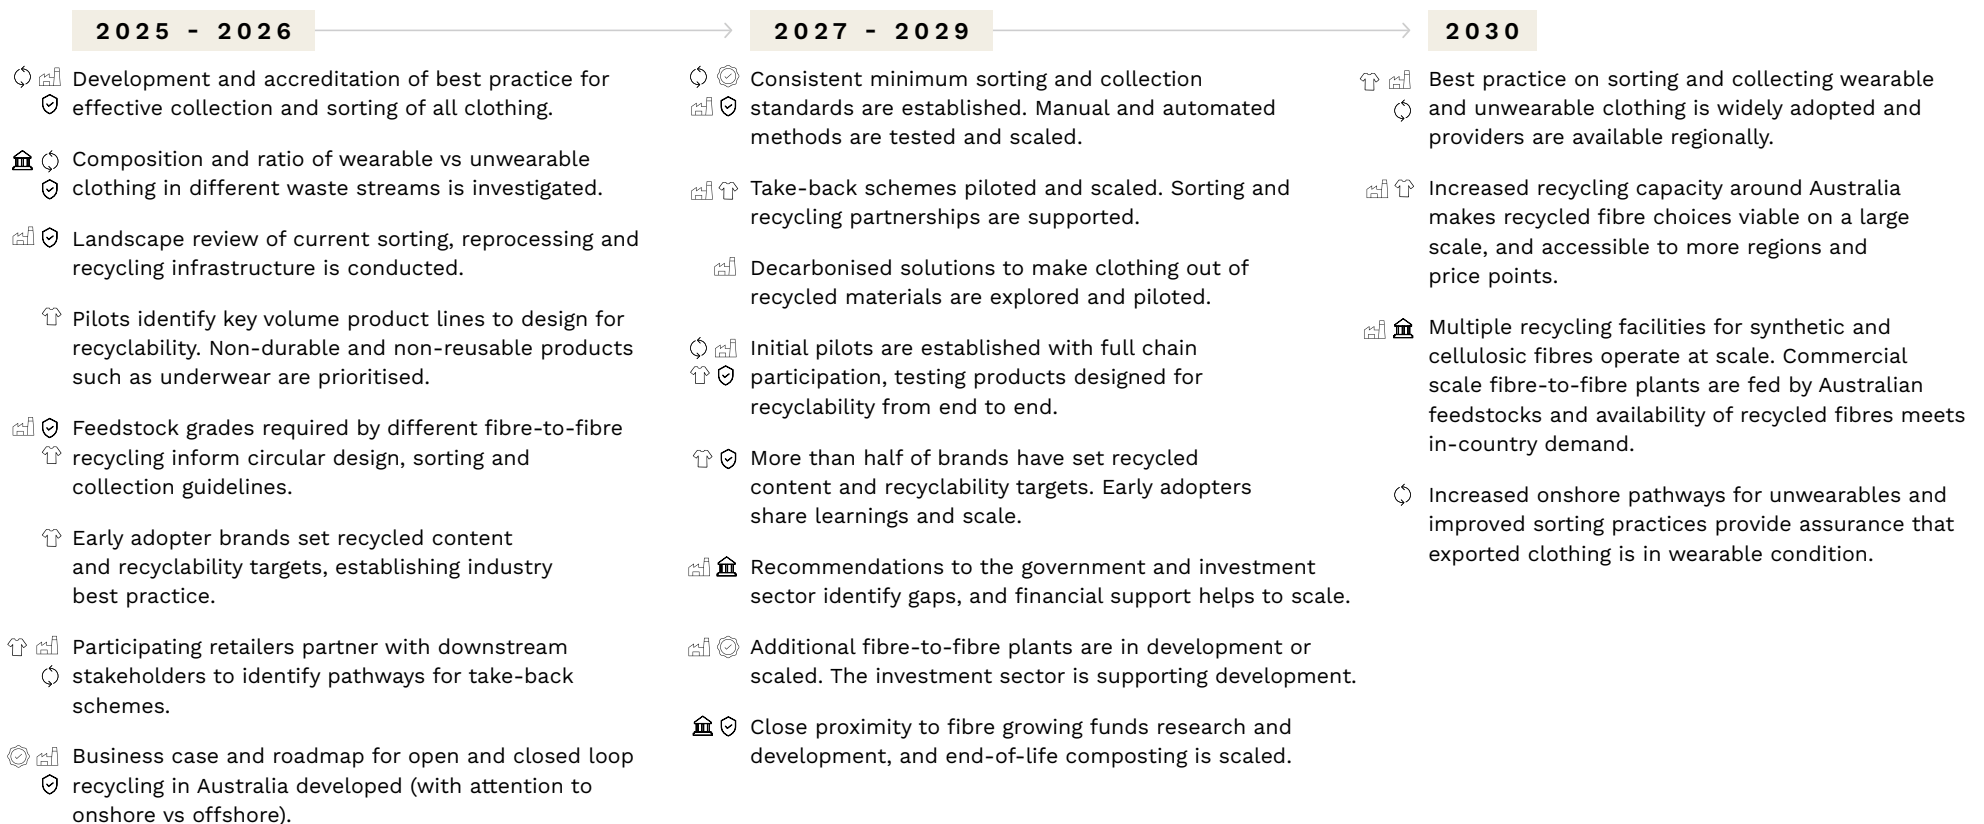 2025 - 2026
Development and accreditation of best practice for
effective collection and sorting of all clothing.
Composition and ratio of wearable vs unwearable
clothing in different waste streams is investigated.
Landscape review of current sorting, reprocessing and
recycling infrastructure is conducted.
Pilots identify key volume product lines to design for
recyclability. Non-durable and non-reusable products
such as underwear are prioritised.
Feedstock grades required by different fibre-to-fibre
recycling inform circular design, sorting and
collection guidelines.
Early adopter brands set recycled content
and recyclability targets, establishing industry
best practice.
Participating retailers partner with downstream
stakeholders to identify pathways for take-back
schemes.
Business case and roadmap for open and closed loop
recycling in Australia developed (with attention to
onshore vs offshore).
2027 - 2029
Consistent minimum sorting and collection
standards are established. Manual and automated
methods are tested and scaled.
Take-back schemes piloted and scaled. Sorting and
recycling partnerships are supported.
Decarbonised solutions to make clothing out of
recycled materials are explored and piloted.
Initial pilots are established with full chain
participation, testing products designed for
recyclability from end to end.
More than half of brands have set recycled
content and recyclability targets. Early adopters
share learnings and scale.
Recommendations to the government and investment
sector identify gaps, and financial support helps to scale.
Additional fibre-to-fibre plants are in development or
scaled. The investment sector is supporting development.
Close proximity to fibre growing funds research and
development, and end-of-life composting is scaled.
2030
Best practice on sorting and collecting wearable
and unwearable clothing is widely adopted and
providers are available regionally.
Increased recycling capacity around Australia
makes recycled fibre choices viable on a large
scale, and accessible to more regions and
price points.
Multiple recycling facilities for synthetic and
cellulosic fibres operate at scale. Commercial
scale fibre-to-fibre plants are fed by Australian
feedstocks and availability of recycled fibres meets
in-country demand.
Increased onshore pathways for unwearables and
improved sorting practices provide assurance that
exported clothing is in wearable condition.